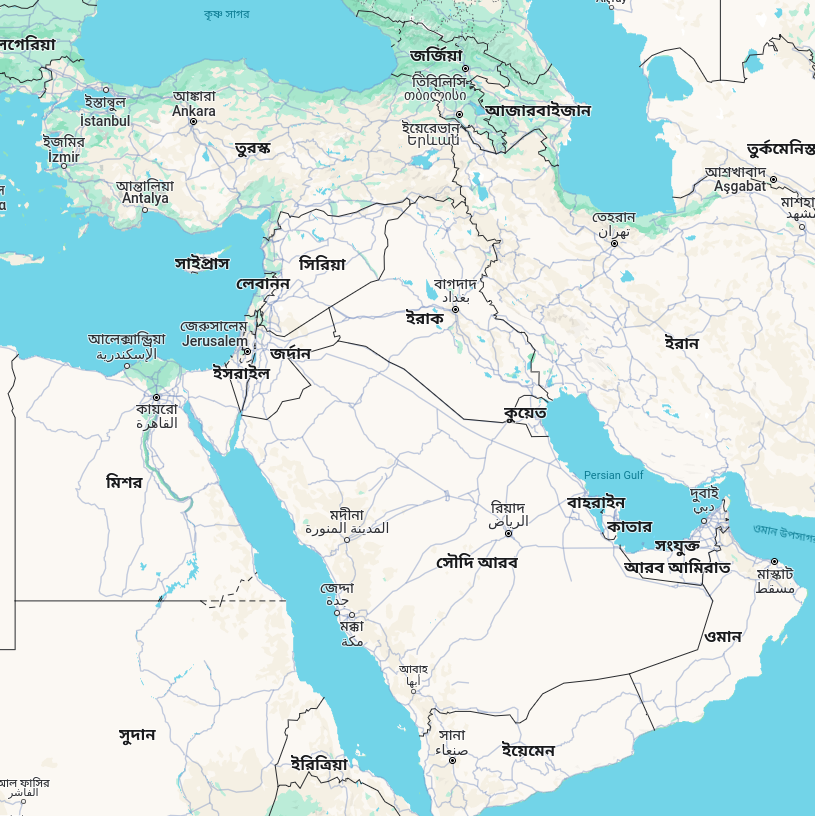 কৃষ্ণ সাগর
লগেরিয়া
জর্জিয়া
তিবিলিসি
თბილისი
ইস্তাম্বুল
İstanbul
আঙ্কারা
Ankara
আজারবাইজান
ইয়েরেভান
Երևան
ইজমির
İzmir
তুরস্ক
তুর্কমেনিস্ত
আশ্খাবাদ
Aşgabat
আন্তালিয়া
Antalya
মাশহা
مشهد
তেহরান
تهران
সাইপ্রাস
সিরিয়া
লেবানন
বাগদাদ
بغداد
ইরাক
জেরুসালেম
Jerusalem
আলেক্সান্ড্রিয়া
الإسكندرية
জর্দান
ইরান
ইসরাইল
কায়রো
القاهرة
কুয়েত
Persian Gulf
মিশর
দুবাই
دبي
বাহরাইন
রিয়াদ
الرياض
মদীনা
المدينة المنورة
কাতার
ওমান উপসাগ
সংযুক্ত
আরব আমিরাত
সৌদি আরব
মাস্কাট
مسقط
জেদ্দা
جدة
মক্কা
مكة
ওমান
আবাহ
أبها
সুদান
সানা
صنعاء
ইয়েমেন
ইরিত্রিয়া
আল ফাসির
الفاشر